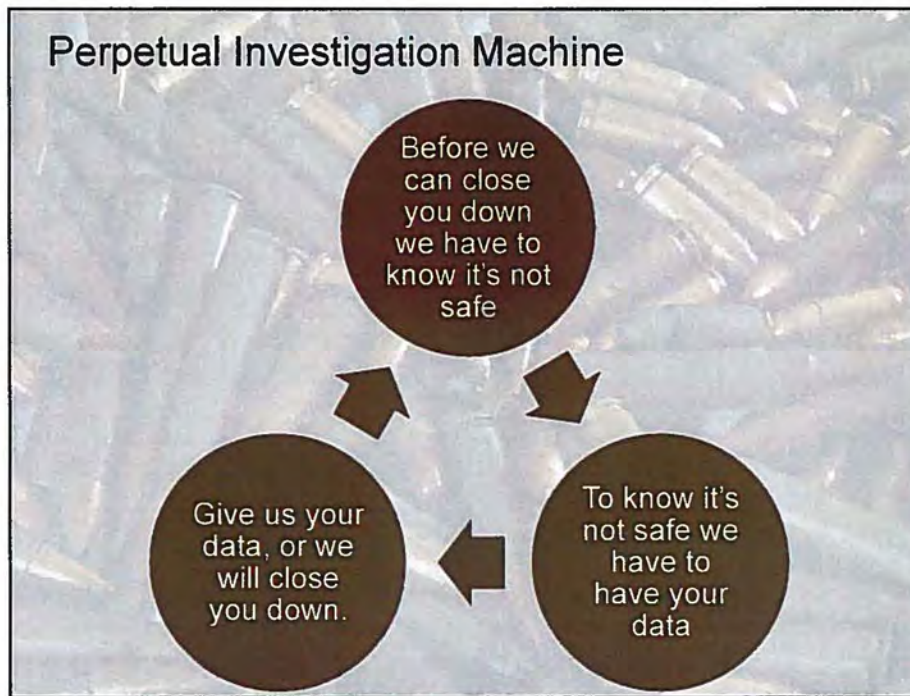 Perpetual Investigation Machine
Before we
can close
you down
we have to
know it's not
safe
To know it's
not safe we
have to
have your
data
Give us your
data, or we
will close
you down.